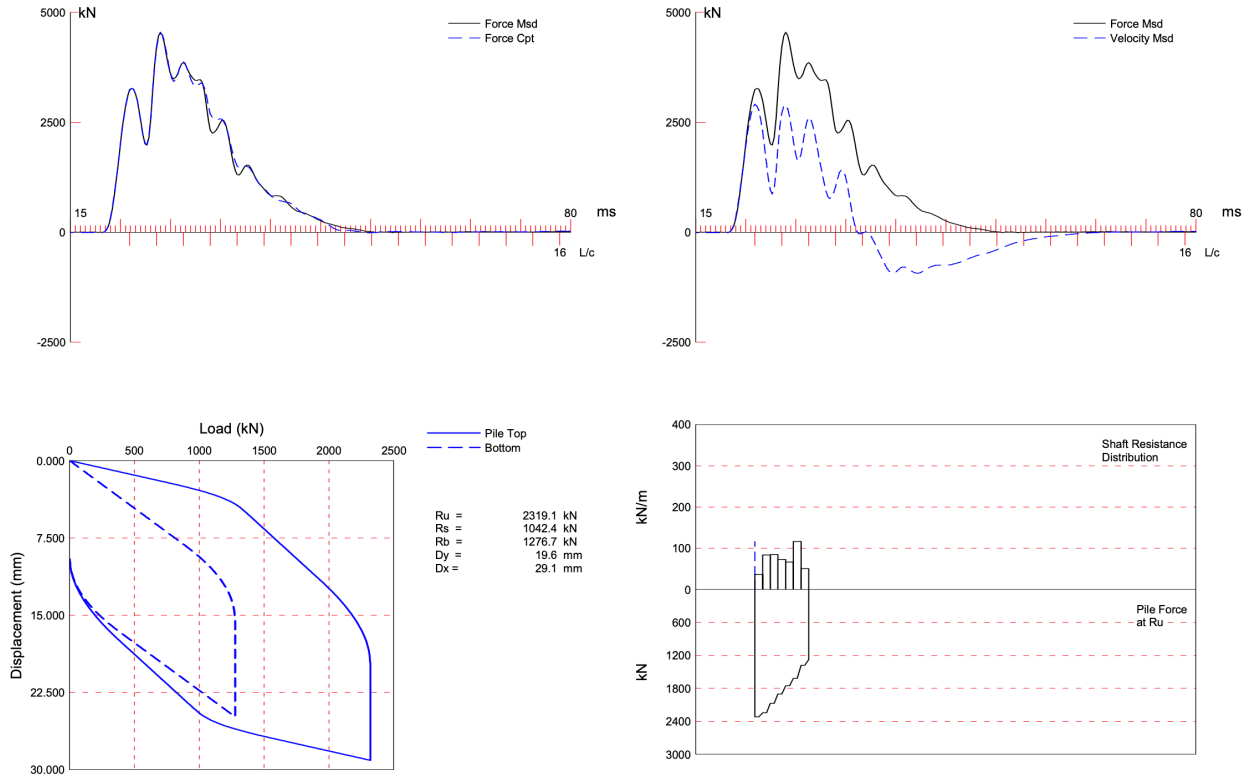 5000
kN
Force Msd
Force Cpt
2500
15
80
ms
0
16
L/c
-2500
5000
kN
Force Msd
Velocity Msd
2500
15
80
ms
0
16
L/c
-2500
Load (kN)
0
500
1000
1500
2000
2500
Pile Top
Bottom
0.000
7.500
15.000
22.500
30.000
Displacement (mm)
Ru = 2319.1 kN
Rs = 1042.4 kN
Rb = 1276.7 kN
Dy = 19.6 mm
Dx = 29.1 mm
400
Shaft Resistance
Distribution
300
kN/m
200
100
0
Pile Force
at Ru
600
1200
kN
1800
2400
3000